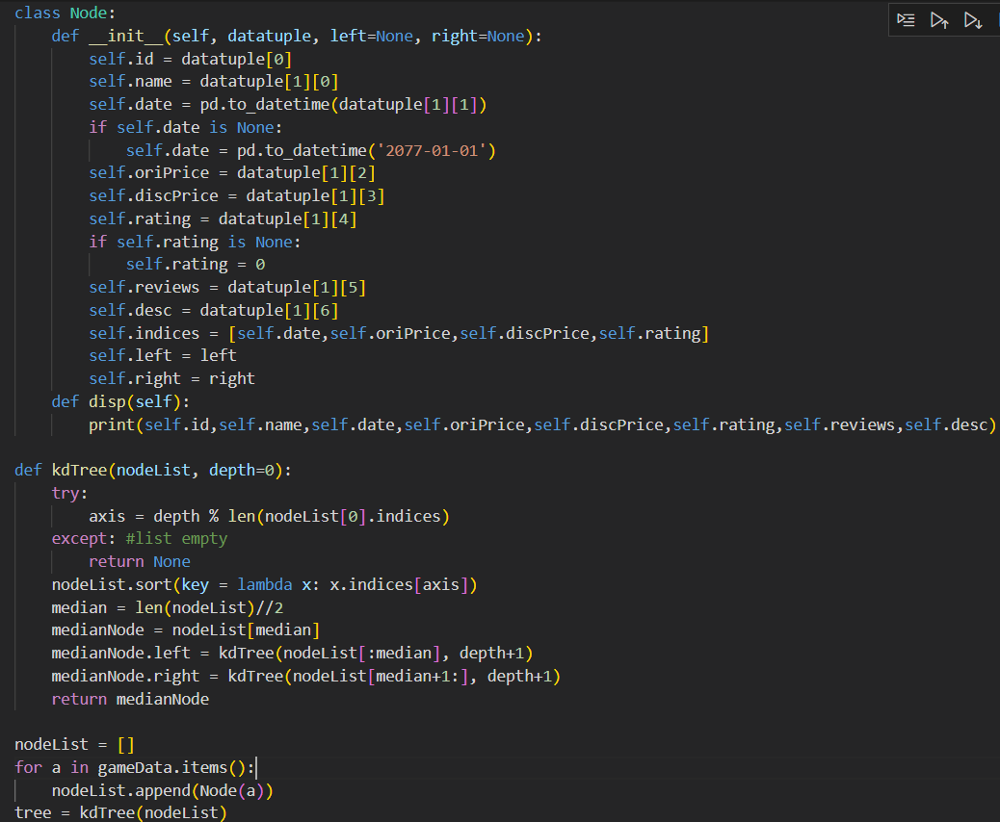 class Node:
    def __init__(self, datatuple, left=None, right=None):
        self.id = datatuple[0]
        self.name = datatuple[1][0]
        self.date = pd.to_datetime(datatuple[1][1])
        if self.date is None:
            self.date = pd.to_datetime('2077-01-01')
        self.oriPrice = datatuple[1][2]
        self.discPrice = datatuple[1][3]
        self.rating = datatuple[1][4]
        if self.rating is None:
            self.rating = 0
        self.reviews = datatuple[1][5]
        self.desc = datatuple[1][6]
        self.indices = [self.date,self.oriPrice,self.discPrice,self.rating]
        self.left = left
        self.right = right
    def disp(self):
        print(self.id,self.name,self.date,self.oriPrice,self.discPrice,self.rating,self.reviews,self.desc)

def kdTree(nodeList, depth=0):
    try:
        axis = depth % len(nodeList[0].indices)
    except: #list empty
        return None
    nodeList.sort(key = lambda x: x.indices[axis])
    median = len(nodeList)//2
    medianNode = nodeList[median]
    medianNode.left = kdTree(nodeList[:median], depth+1)
    medianNode.right = kdTree(nodeList[median+1:], depth+1)
    return medianNode

nodeList = []
for a in gameData.items():
    nodeList.append(Node(a))
tree = kdTree(nodeList)